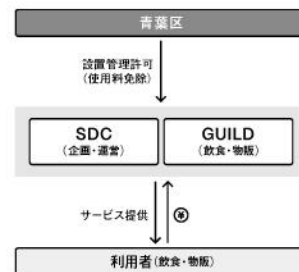 青葉区
設置管理許可
(使用料免除)
SDC
(企画・運営)
GUILD
(飲食・物販)
サービス提供
¥
利用者(飲食・物販)